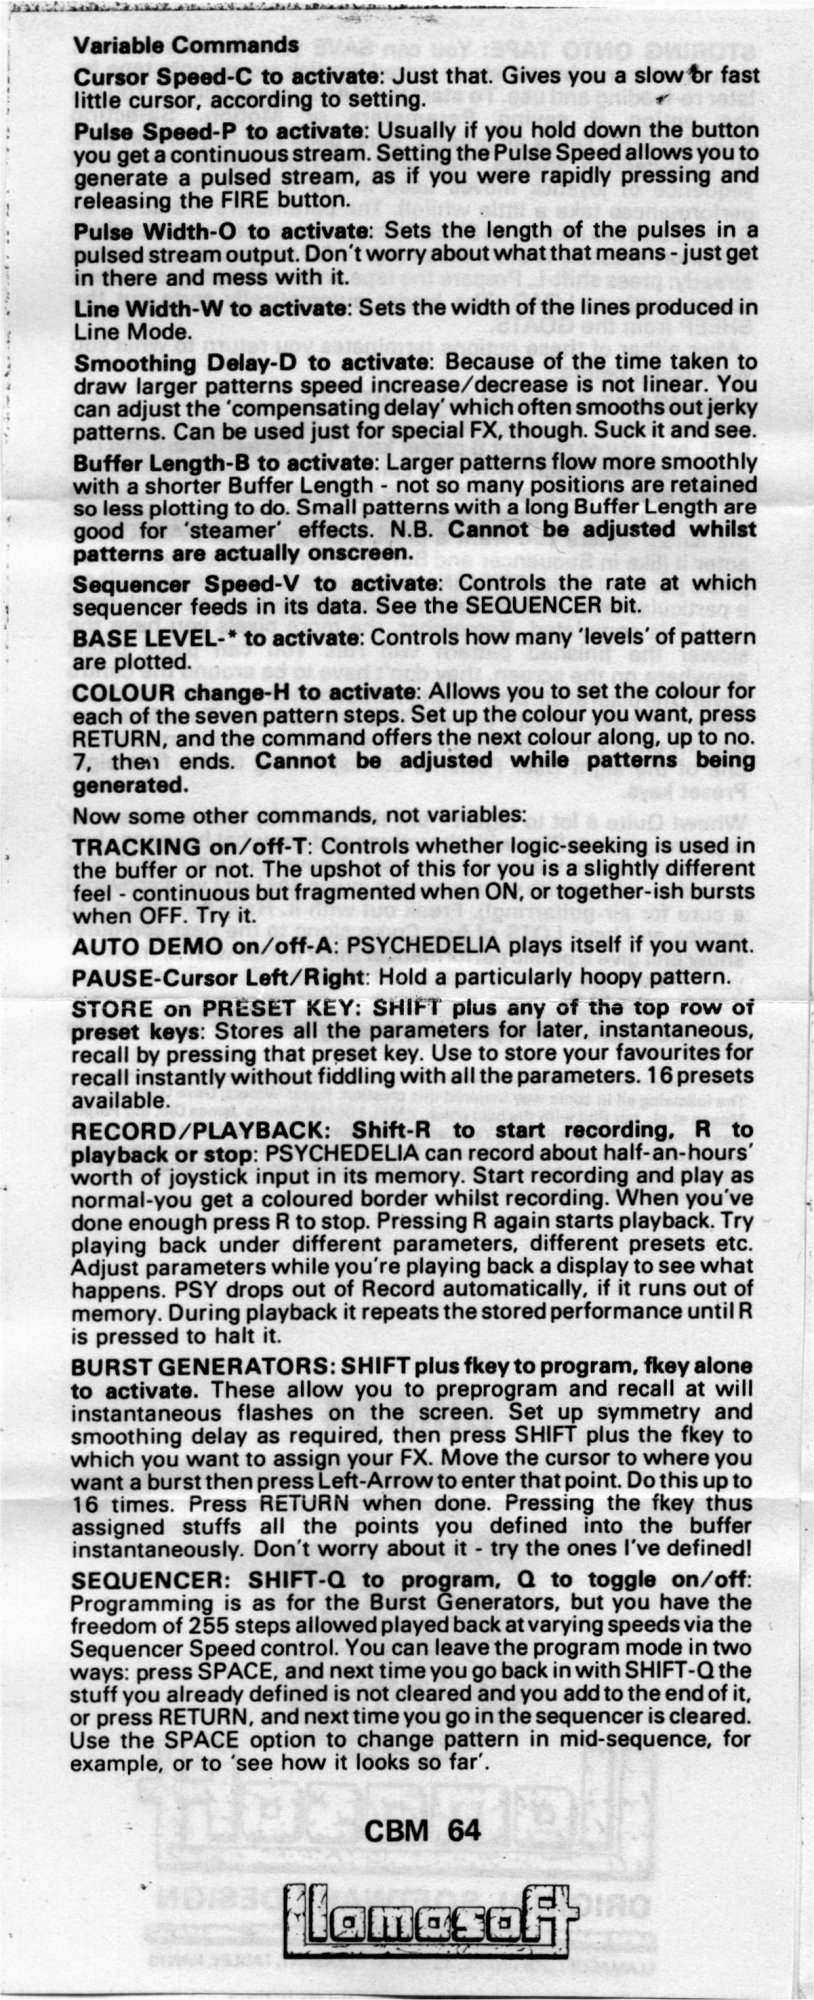 Variable Commands
Cursor Speed-C to activate: Just that. Gives you a slow or fast
little cursor, according to setting.
Pulse Speed-P to activate: Usually if you hold down the button
you get a continuous stream. Setting the Pulse Speed allows you to
generate a pulsed stream, as if you were rapidly pressing and
releasing the FIRE button.
Pulse Width-O to activate: Sets the length of the pulses in a
pulsed stream output. Don't worry about what that means - just get
in there and mess with it.
Line Width-W to activate: Sets the width of the lines produced in
Line Mode.
Smoothing Delay-D to activate: Because of the time taken to
draw larger patterns speed increase/decrease is not linear. You
can adjust the 'compensating delay' which often smooths out jerky
patterns. Can be used just for special FX, though. Suck it and see.
Buffer Length-B to activate: Larger patterns flow more smoothly
with a shorter Buffer Length - not so many positions are retained
so less plotting to do. Small patterns with a long Buffer Length are
good for 'steamer' effects. N.B. Cannot be adjusted whilst
patterns are actually onscreen.
Sequencer Speed-V to activate: Controls the rate at which
sequencer feeds in its data. See the SEQUENCER bit.
BASE LEVEL-* to activate: Controls how many 'levels' of pattern
are plotted.
COLOUR change-H to activate: Allows you to set the colour for
each of the seven pattern steps. Set up the colour you want, press
RETURN, and the command offers the next colour along, up to no.
7, then ends. Cannot be adjusted while patterns being
generated.
Now some other commands, not variables:
TRACKING on/off-T: Controls whether logic-seeking is used in
the buffer or not. The upshot of this for you is a slightly different
feel - continuous but fragmented when ON, or together-ish bursts
when OFF. Try it.
AUTO DEMO on/off-A: PSYCHEDELIA plays itself if you want.
PAUSE-Cursor Left/Right: Hold a particularly hoopy pattern.
STORE on PRESET KEY: SHIFT plus any of the top row of
preset keys: Stores all the parameters for later, instantaneous,
recall by pressing that preset key. Use to store your favourites for
recall instantly without fiddling with all the parameters. 16 presets
available.
RECORD/PLAYBACK: Shift-R to start recording, R to
playback or stop: PSYCHEDELIA can record about half-an-hours'
worth of joystick input in its memory. Start recording and play as
normal-you get a coloured border whilst recording. When you've
done enough press R to stop. Pressing R again starts playback. Try
playing back under different parameters, different presets etc.
Adjust parameters while you're playing back a display to see what
happens. PSY drops out of Record automatically, if it runs out of
memory. During playback it repeats the stored performance until R
is pressed to halt it.
BURST GENERATORS: SHIFT plus fkey to program, fkey alone
to activate. These allow you to preprogram and recall at will
instantaneous flashes on the screen. Set up symmetry and
smoothing delay as required, then press SHIFT plus the fkey to
which you want to assign your FX. Move the cursor to where you
want a burst then press Left-Arrow to enter that point. Do this up to
16 times. Press RETURN when done. Pressing the fkey thus
assigned stuffs all the points you defined into the buffer
instantaneously. Don't worry about it - try the ones I've defined!
SEQUENCER: SHIFT-Q to program, Q to toggle on/off:
Programming is as for the Burst Generators, but you have the
freedom of 255 steps allowed played back at varying speeds via the
Sequencer Speed control. You can leave the program mode in two
ways: press SPACE, and next time you go back in with SHIFT-Q the
stuff you already defined is not cleared and you add to the end of it,
or press RETURN, and next time you go in the sequencer is cleared.
Use the SPACE option to change pattern in mid-sequence, for
example, or to 'see how it looks so far'.
CBM 64
llamasoft